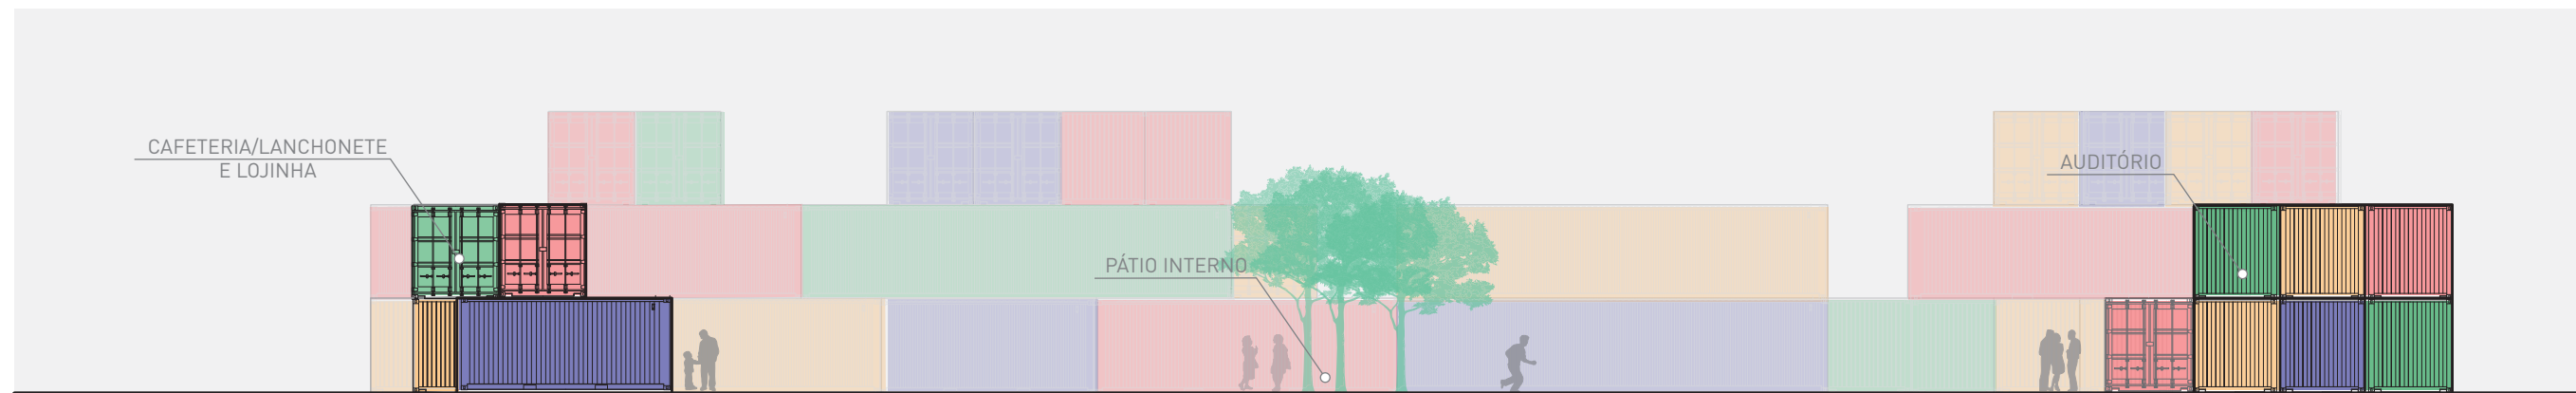 CAFETERIA/LANCHONETE
E LOJINHA
PÁTIO INTERNO
AUDITÓRIO